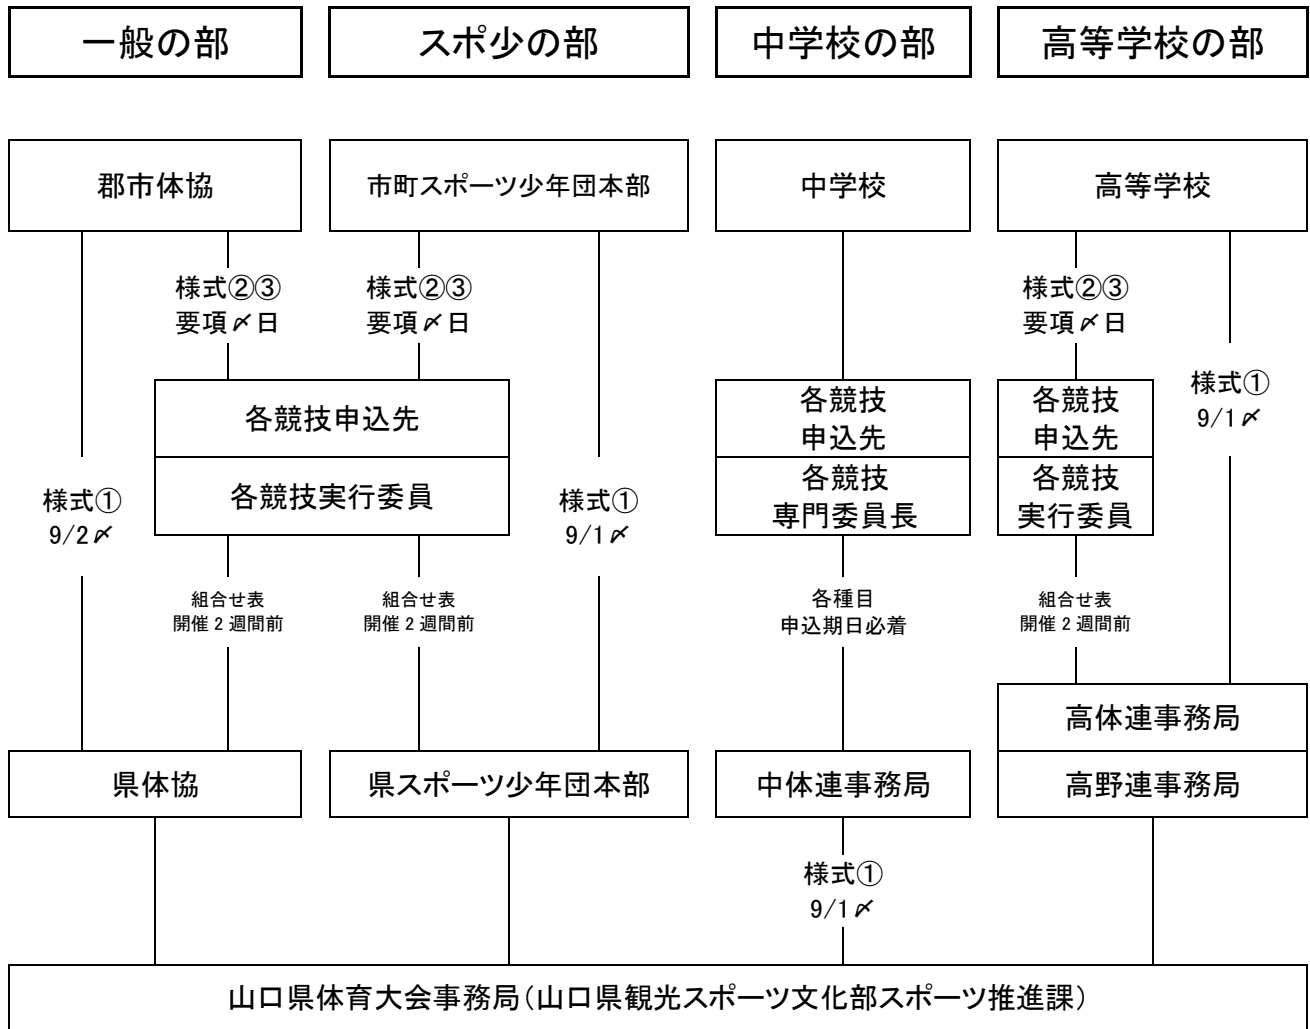 一般の部
スポ少の部
中学校の部
高等学校の部
郡市体協
市町スポーツ少年団本部
中学校
高等学校
様式②③
要項〆日
様式②③
要項〆日
様式②③
要項〆日
各競技申込先
各競技実行委員
各競技
申込先
各競技
専門委員長
各競技
申込先
各競技
実行委員
様式①
9/1〆
様式①
9/2〆
様式①
9/1〆
組合せ表
開催2週間前
組合せ表
開催2週間前
各種目
申込期日必着
組合せ表
開催2週間前
高体連事務局
県体協
県スポーツ少年団本部
中体連事務局
高野連事務局
様式①
9/1〆
山口県体育大会事務局(山口県観光スポーツ文化部スポーツ推進課)